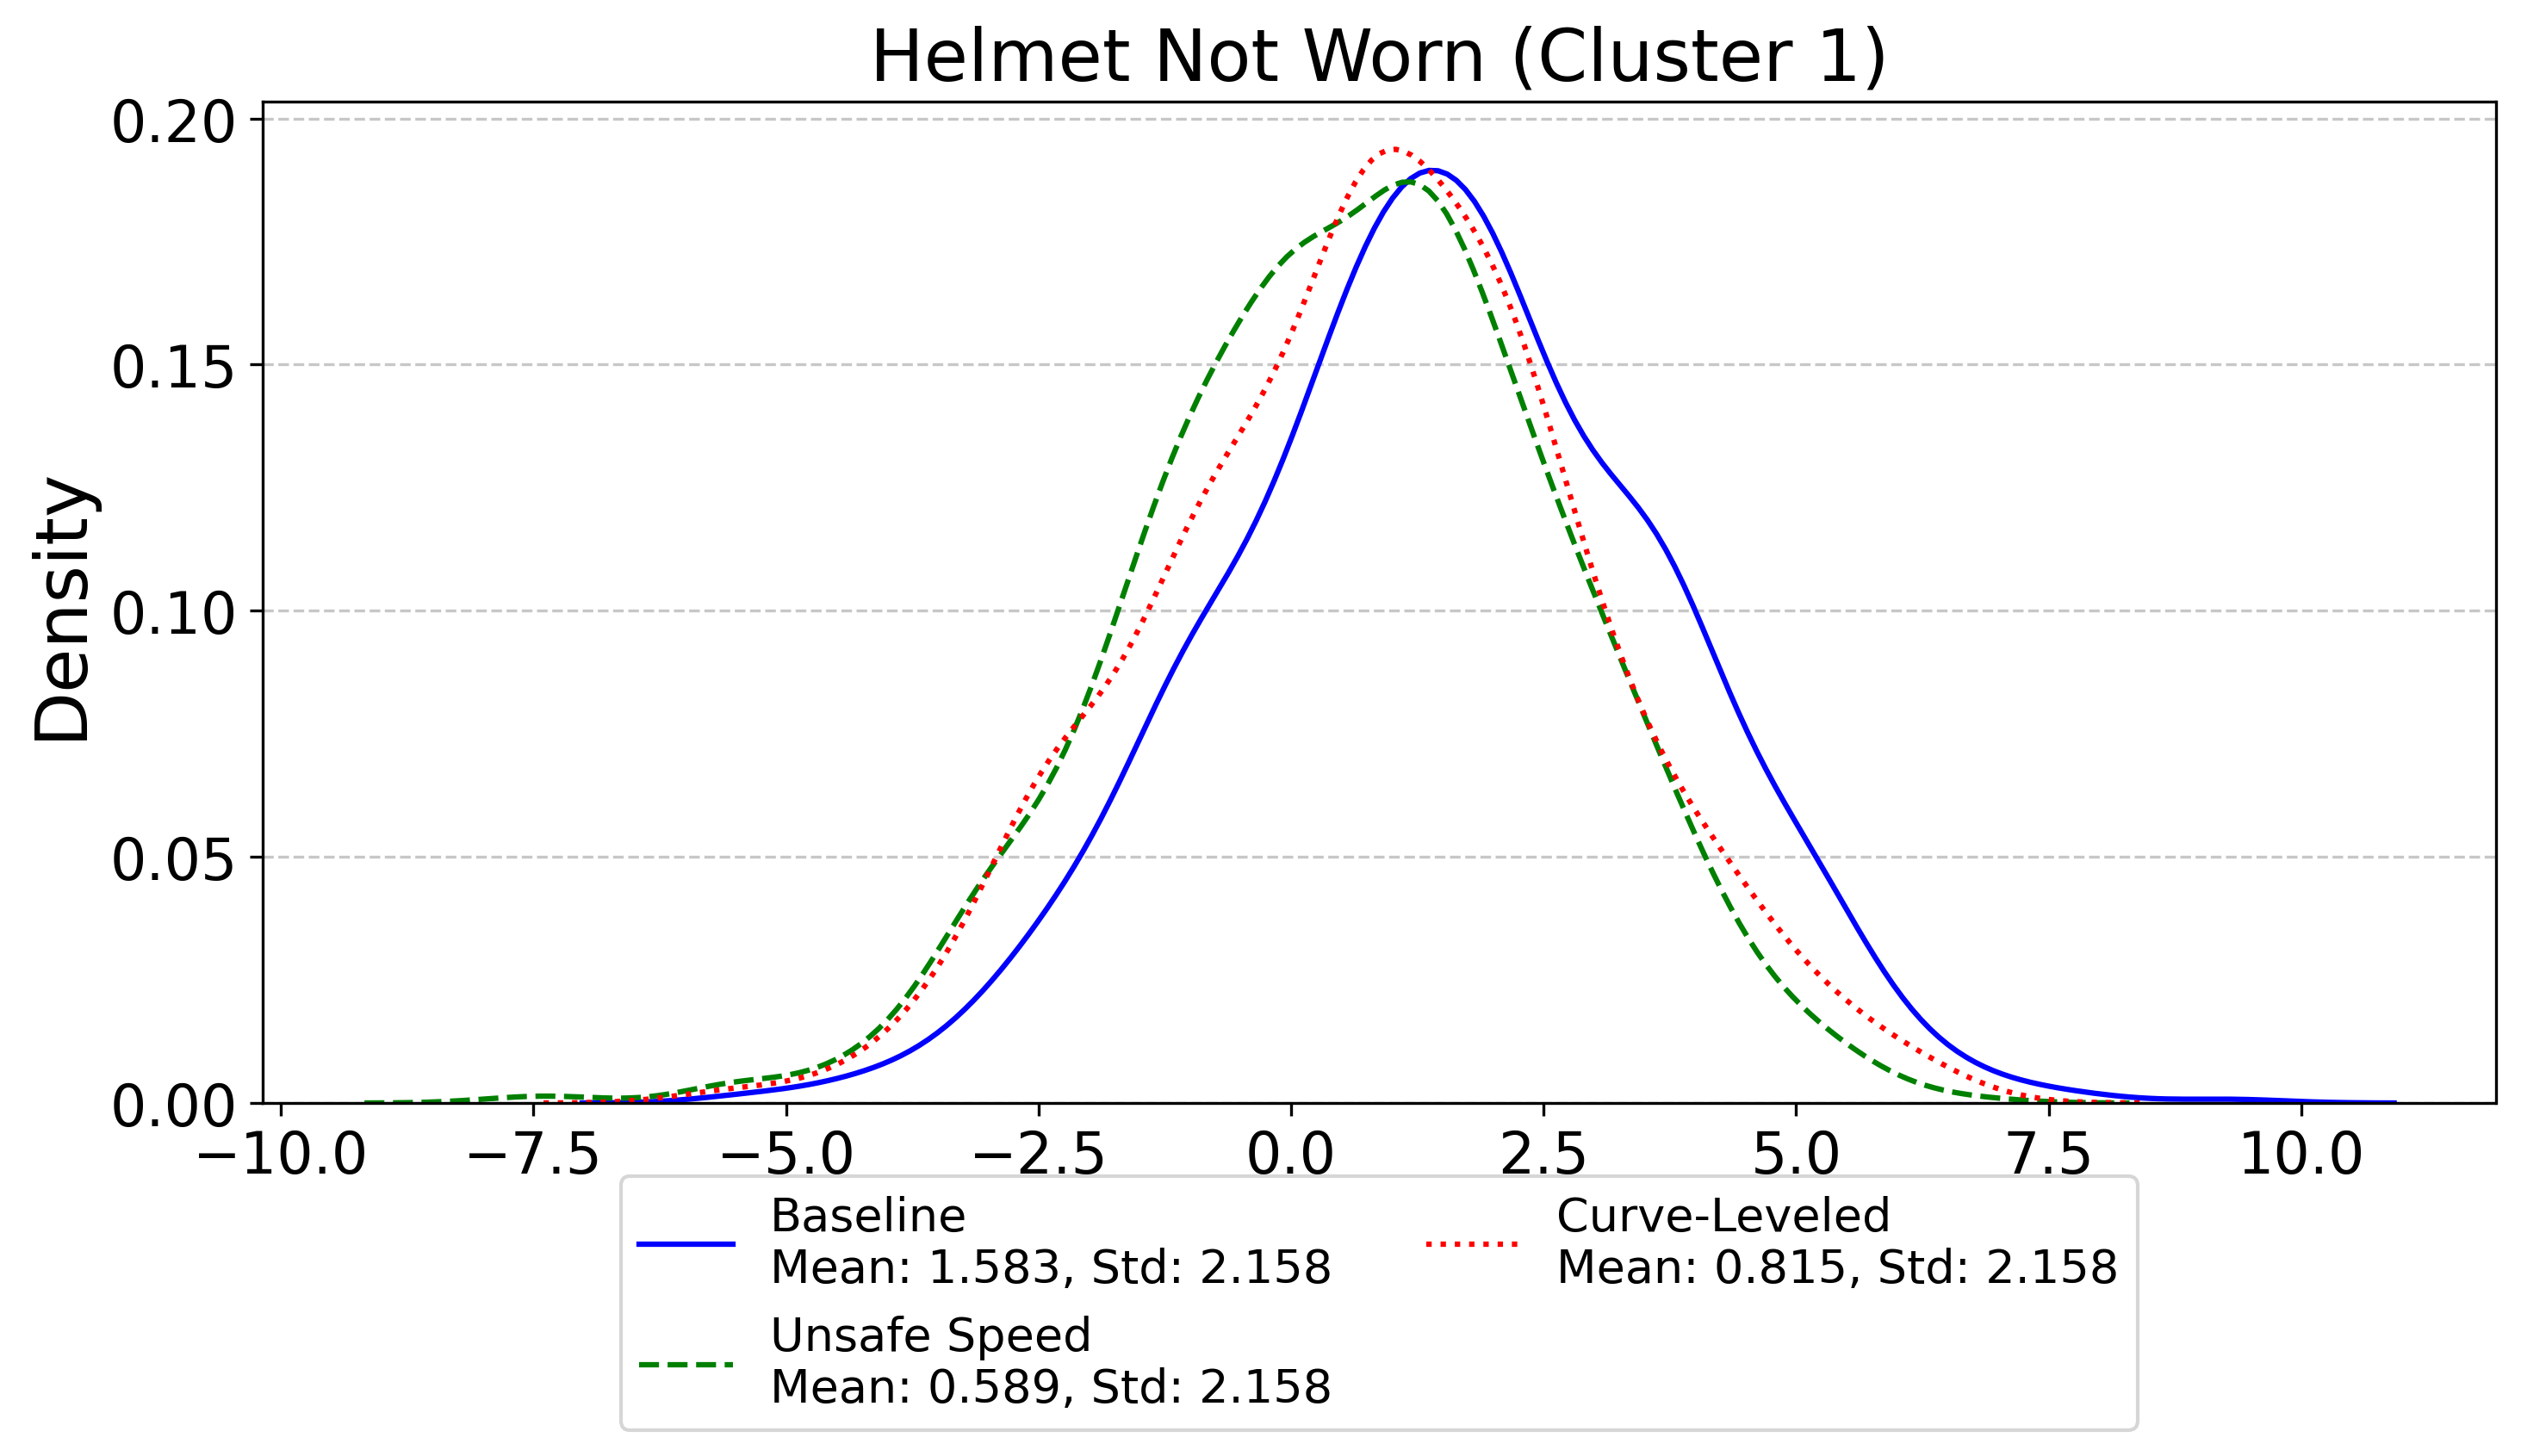 Helmet Not Worn (Cluster 1)
Density
0.20
0.15
0.10
0.05
0.00
−10.0 −7.5 −5.0 −2.5 0.0 2.5 5.0 7.5 10.0
Baseline
Mean: 1.583, Std: 2.158
Unsafe Speed
Mean: 0.589, Std: 2.158
Curve-Leveled
Mean: 0.815, Std: 2.158